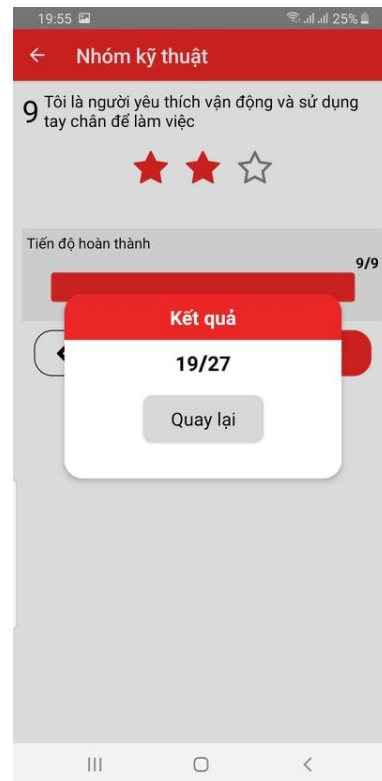 19:55 25%
Nhóm kỹ thuật
9 Tôi là người yêu thích vận động và sử dụng
tay chân để làm việc
Tiến độ hoàn thành
9/9
Kết quả
19/27
Quay lại